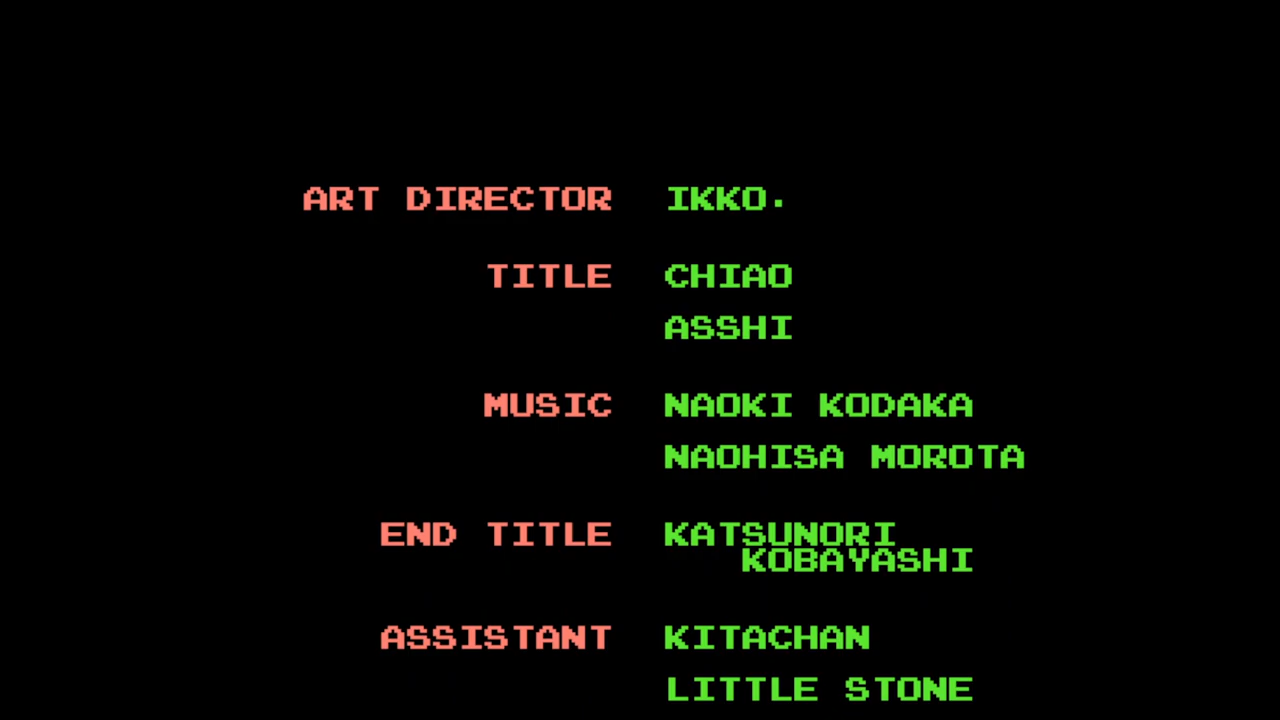 ART DIRECTOR IKKO.
TITLE CHIAO
ASSHI
MUSIC NAOKI KODAKA
NAOHISA MOROTA
END TITLE KATSUNORI
KOBAYASHI
ASSISTANT KITACHAN
LITTLE STONE